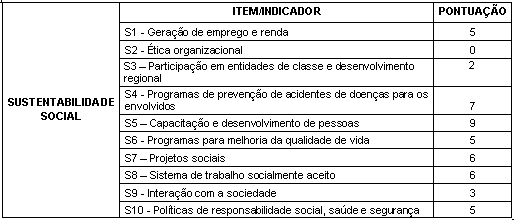 ITEM/INDICADOR PONTUAÇÃO
SUSTENTABILIDADE
SOCIAL
S1 - Geração de emprego e renda 5
S2 - Ética organizacional 0
S3 – Participação em entidades de classe e desenvolvimento
regional 2
S4 - Programas de prevenção de acidentes de doenças para os
envolvidos 7
S5 – Capacitação e desenvolvimento de pessoas 9
S6 - Programas para melhoria da qualidade de vida 5
S7 – Projetos sociais 6
S8 – Sistema de trabalho socialmente aceito 6
S9 - Interação com a sociedade 3
S10 - Políticas de responsabilidade social, saúde e segurança 5